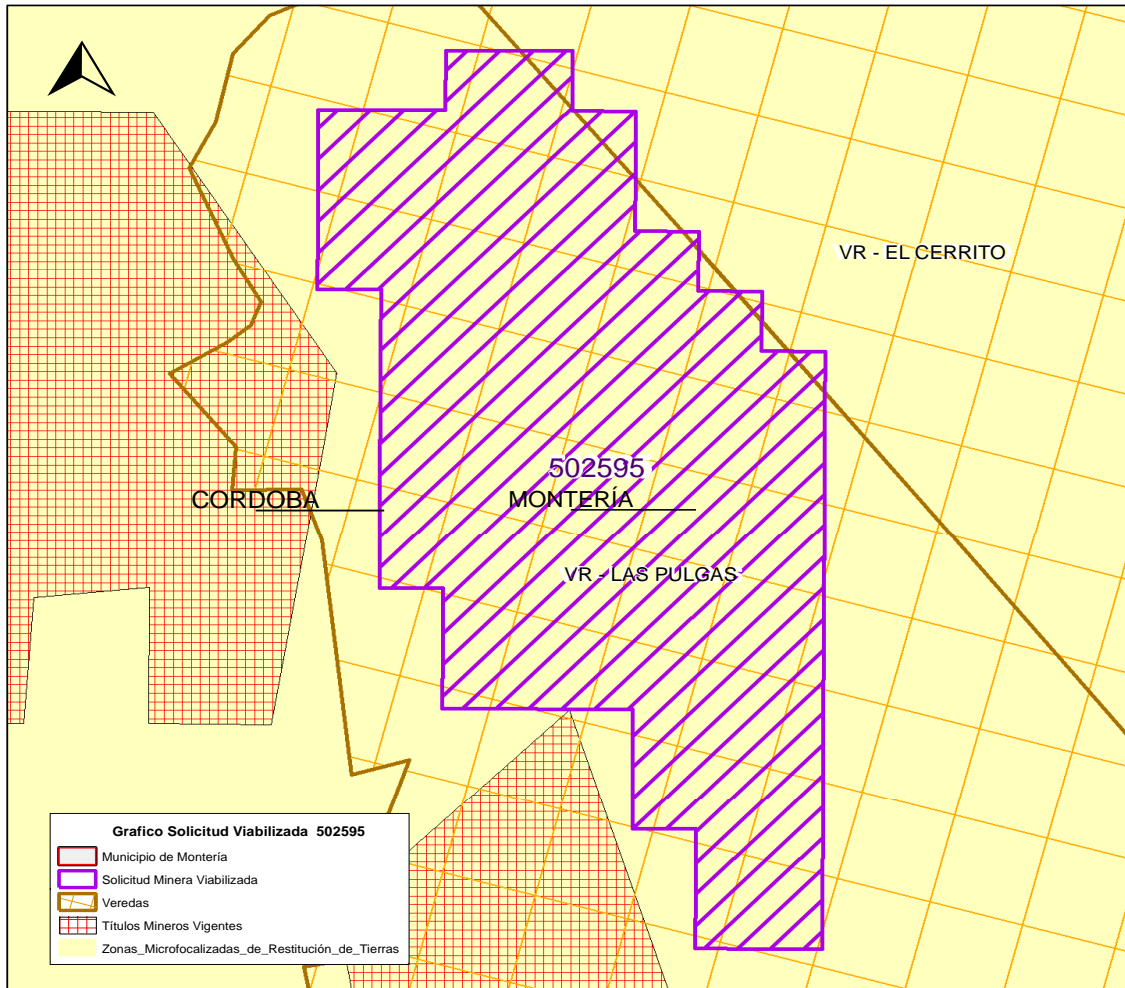 VR - EL CERRITO
502595
CORDOBA
MONTERÍA
VR - LAS PULGAS
Grafico Solicitud Viabilizada 502595
Municipio de Montería
Solicitud Minera Viabilizada
Veredas
Títulos Mineros Vigentes
Zonas_Microfocalizadas_de_Restitución_de_Tierras